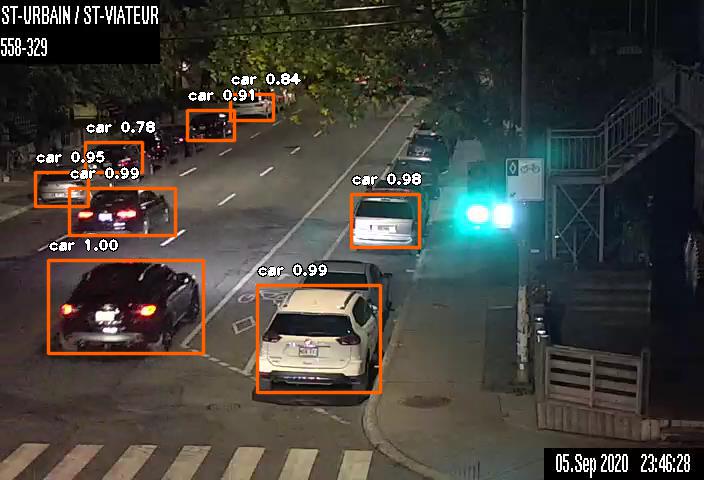 ST-URBAIN / ST-VIATEUR
558-329
car 0.84
car 0.91
car 0.78
car 0.95
car 0.99
car 0.98
car 1.00
car 0.99
05.Sep 2020 23:46:28